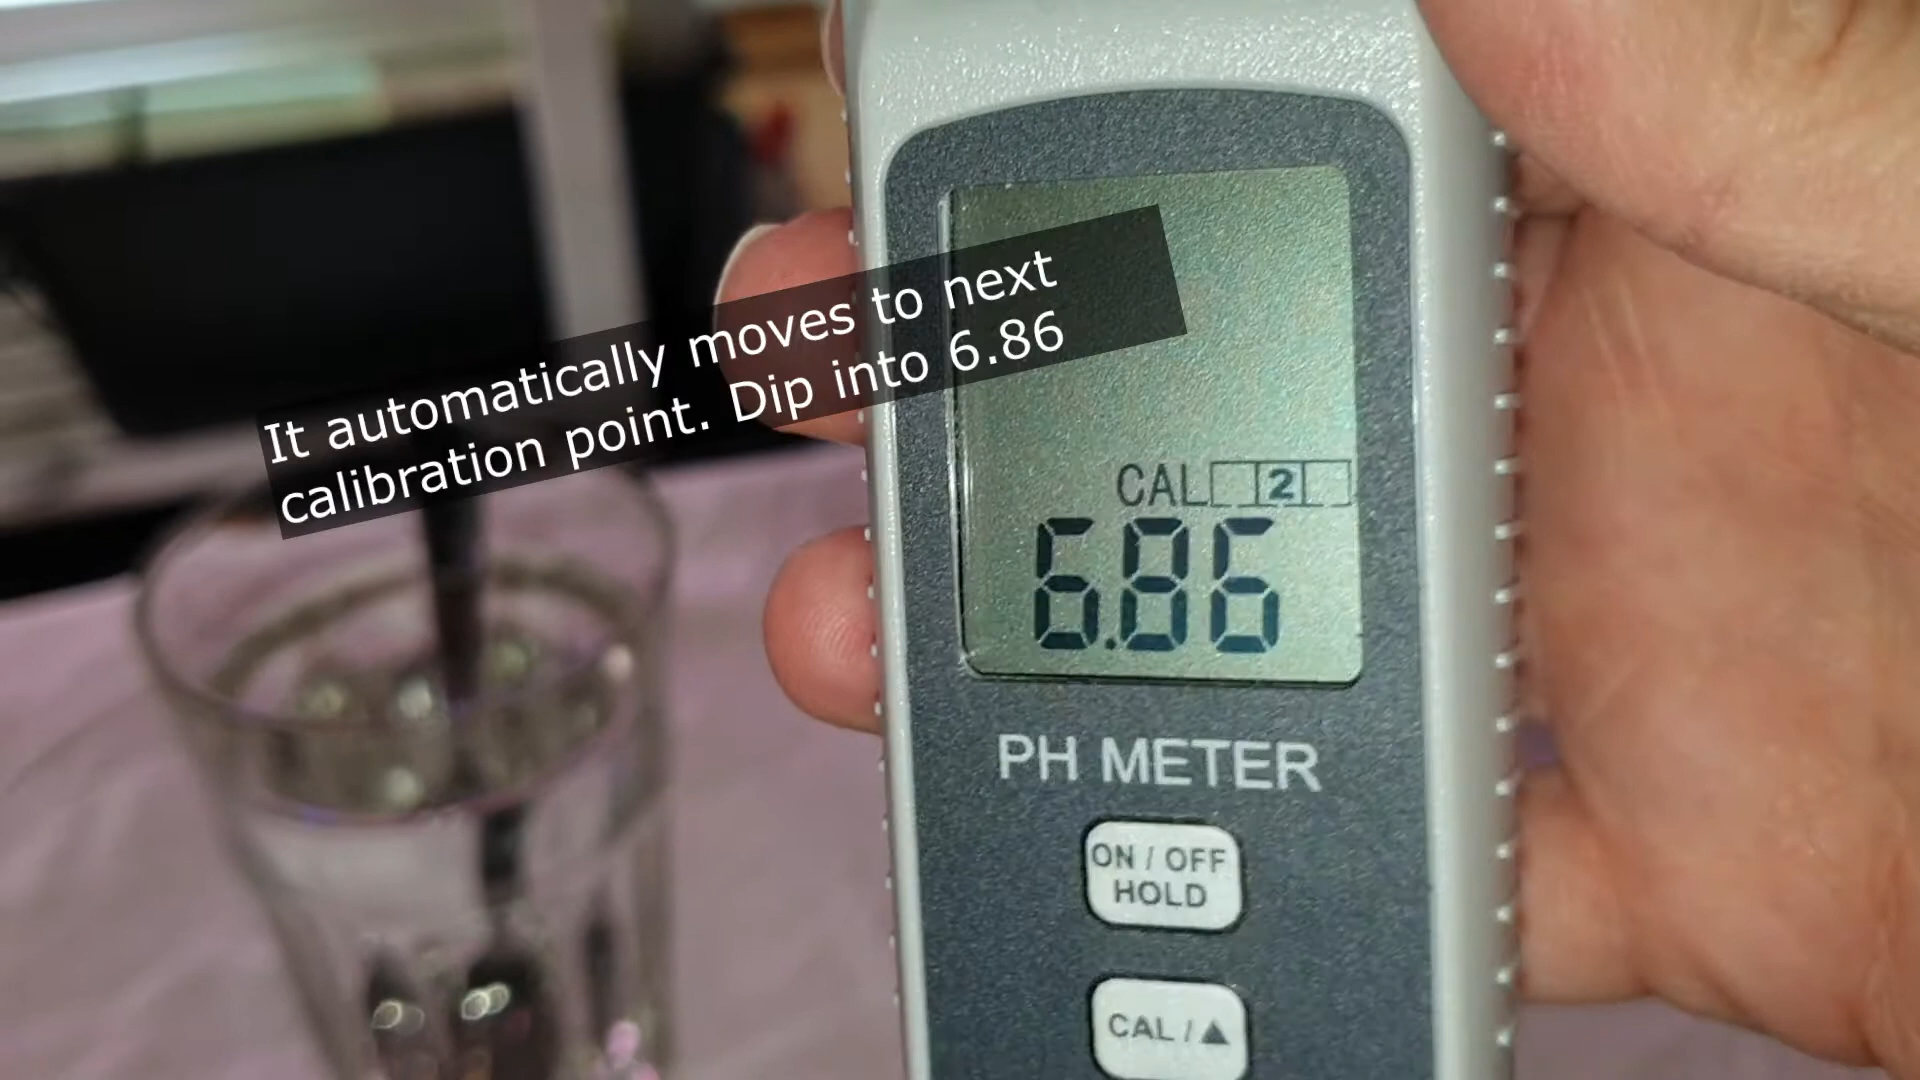 It automatically moves to next
calibration point. Dip into 6.86
CAL 2
6.86
PH METER
ON / OFF
HOLD
CAL / ▲